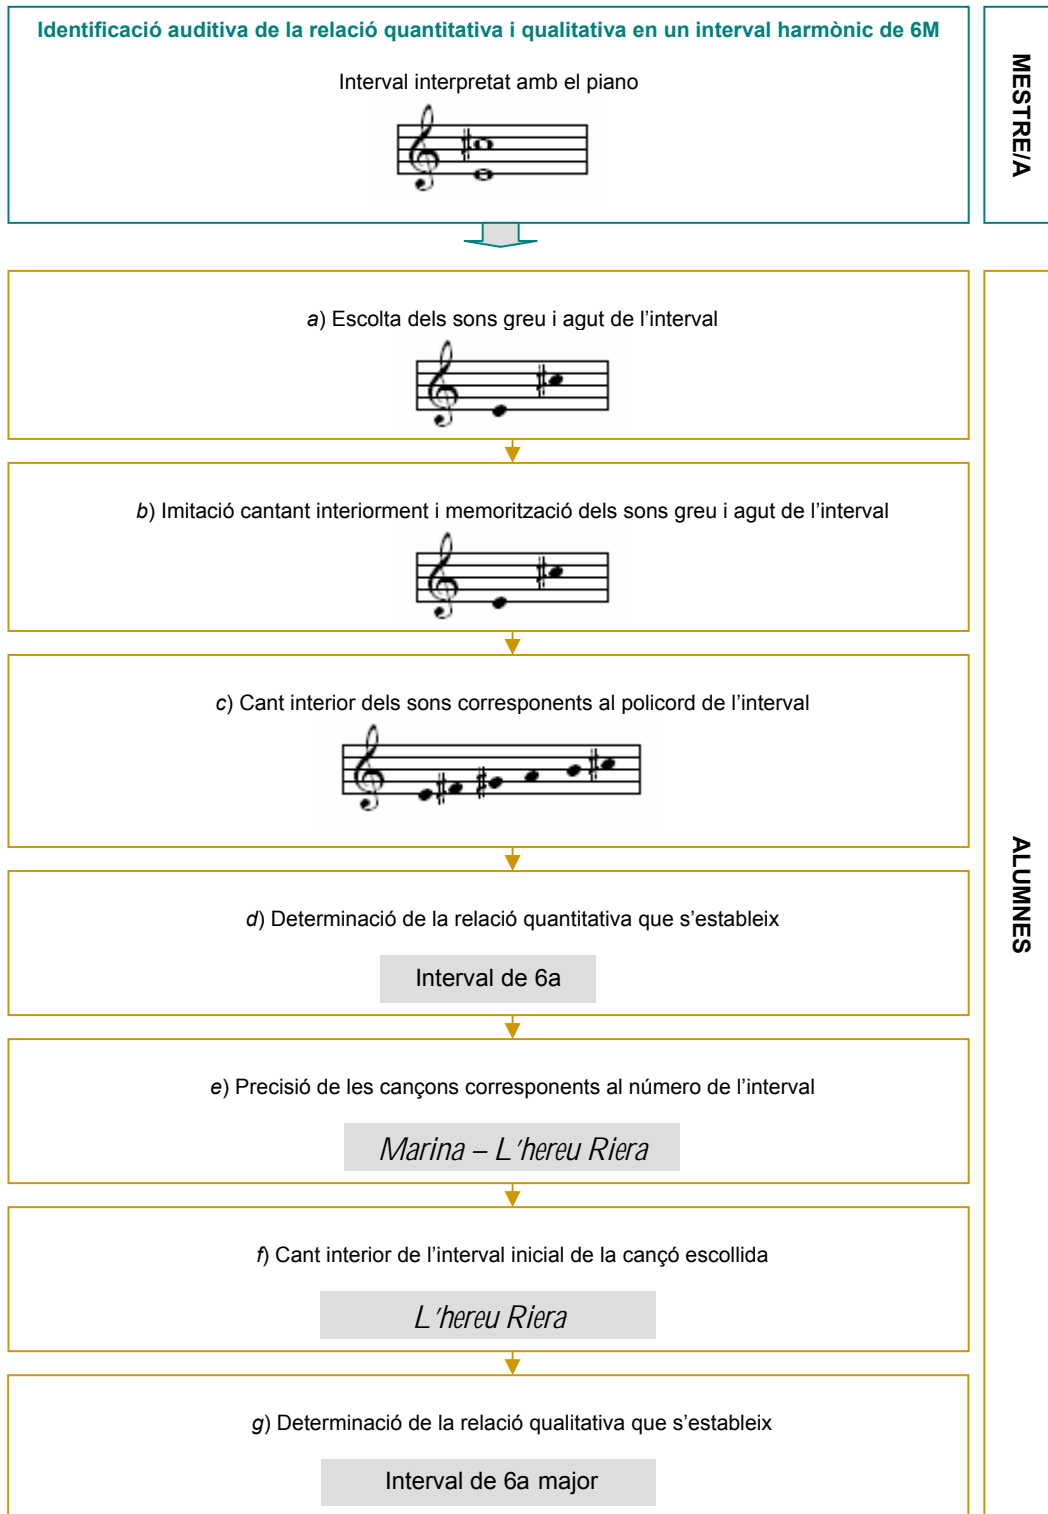 Identificació auditiva de la relació quantitativa i qualitativa en un interval harmònic de 6M
Interval interpretat amb el piano
MESTRE/A
a) Escolta dels sons greu i agut de l’interval
b) Imitació cantant interiorment i memorització dels sons greu i agut de l’interval
c) Cant interior dels sons corresponents al policord de l’interval
d) Determinació de la relació quantitativa que s’estableix
Interval de 6a
e) Precisió de les cançons corresponents al número de l’interval
Marina – L’hereu Riera
f) Cant interior de l’interval inicial de la cançó escollida
L’hereu Riera
g) Determinació de la relació qualitativa que s’estableix
Interval de 6a major
ALUMNES